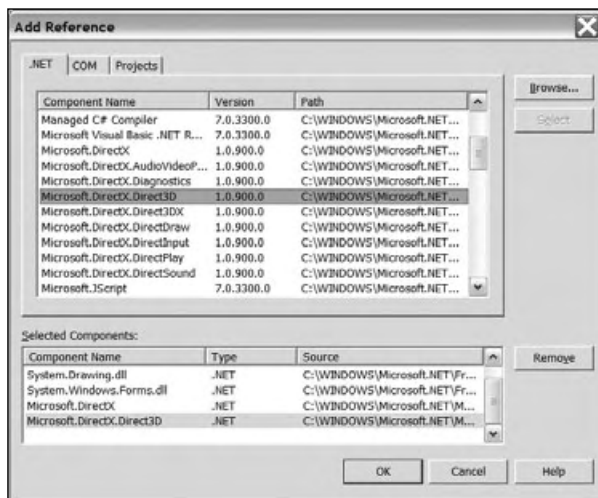 Add Reference
.NET COM Projects
Browse...
Select
Component Name Version Path
Managed C# Compiler 7.0.3300.0 C:\WINDOWS\Microsoft.NET...
Microsoft Visual Basic .NET R... 7.0.3300.0 C:\WINDOWS\Microsoft.NET...
Microsoft.DirectX 1.0.900.0 C:\WINDOWS\Microsoft.NET...
Microsoft.DirectX.AudioVideoP... 1.0.900.0 C:\WINDOWS\Microsoft.NET...
Microsoft.DirectX.Diagnostics 1.0.900.0 C:\WINDOWS\Microsoft.NET...
Microsoft.DirectX.Direct3D 1.0.900.0 C:\WINDOWS\Microsoft.NET...
Microsoft.DirectX.Direct3DX 1.0.900.0 C:\WINDOWS\Microsoft.NET...
Microsoft.DirectX.DirectDraw 1.0.900.0 C:\WINDOWS\Microsoft.NET...
Microsoft.DirectX.DirectInput 1.0.900.0 C:\WINDOWS\Microsoft.NET...
Microsoft.DirectX.DirectPlay 1.0.900.0 C:\WINDOWS\Microsoft.NET...
Microsoft.DirectX.DirectSound 1.0.900.0 C:\WINDOWS\Microsoft.NET...
Microsoft.JScript 7.0.3300.0 C:\WINDOWS\Microsoft.NET...
Selected Components:
Component Name Type Source
Remove
System.Drawing.dll .NET C:\WINDOWS\Microsoft.NET\Fr...
System.Windows.Forms.dll .NET C:\WINDOWS\Microsoft.NET\Fr...
Microsoft.DirectX .NET C:\WINDOWS\Microsoft.NET\M...
Microsoft.DirectX.Direct3D .NET C:\WINDOWS\Microsoft.NET\M...
OK Cancel Help